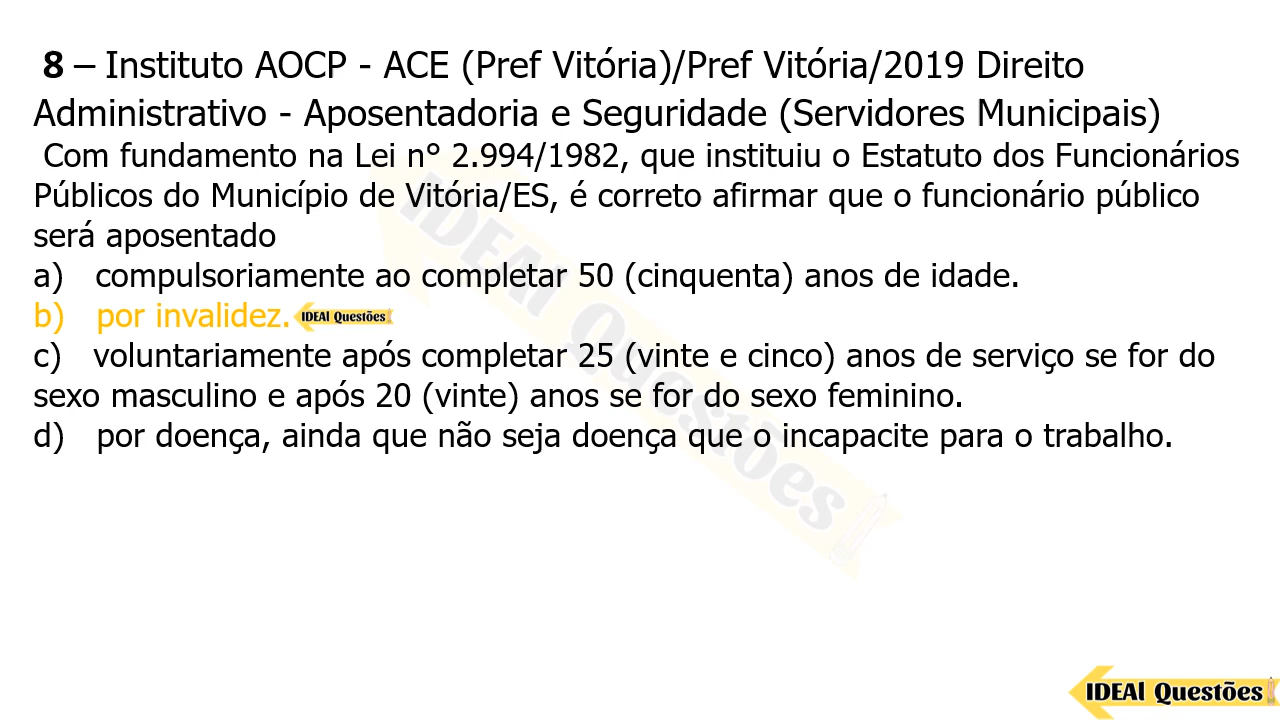 8 – Instituto AOCP - ACE (Pref Vitória)/Pref Vitória/2019 Direito
Administrativo - Aposentadoria e Seguridade (Servidores Municipais)
Com fundamento na Lei n° 2.994/1982, que instituiu o Estatuto dos Funcionários
Públicos do Município de Vitória/ES, é correto afirmar que o funcionário público
será aposentado
a) compulsoriamente ao completar 50 (cinquenta) anos de idade.
b) por invalidez. IDEAl Questões
c) voluntariamente após completar 25 (vinte e cinco) anos de serviço se for do
sexo masculino e após 20 (vinte) anos se for do sexo feminino.
d) por doença, ainda que não seja doença que o incapacite para o trabalho.
IDEAl Questões
IDEAl Questões